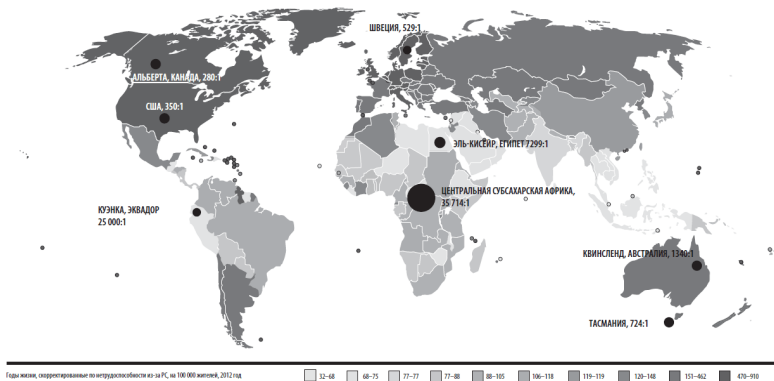 ШВЕЦИЯ, 529:1
АЛЬБЕРТА, КАНАДА, 280:1
США, 350:1
ЭЛЬ-КИСЕЙР, ЕГИПЕТ 7299:1
ЦЕНТРАЛЬНАЯ СУБСАХАРСКАЯ АФРИКА,
35 714:1
КУЭНКА, ЭКВАДОР
25 000:1
КВИНСЛЕНД, АВСТРАЛИЯ, 1340:1
ТАСМАНИЯ, 724:1
Годы жизни, скорректированные по нетрудоспособности из-за РС, на 100 000 жителей, 2012 год
32–68
68–75
77–77
77–88
88–105
106–118
119–119
120–148
151–462
470–910